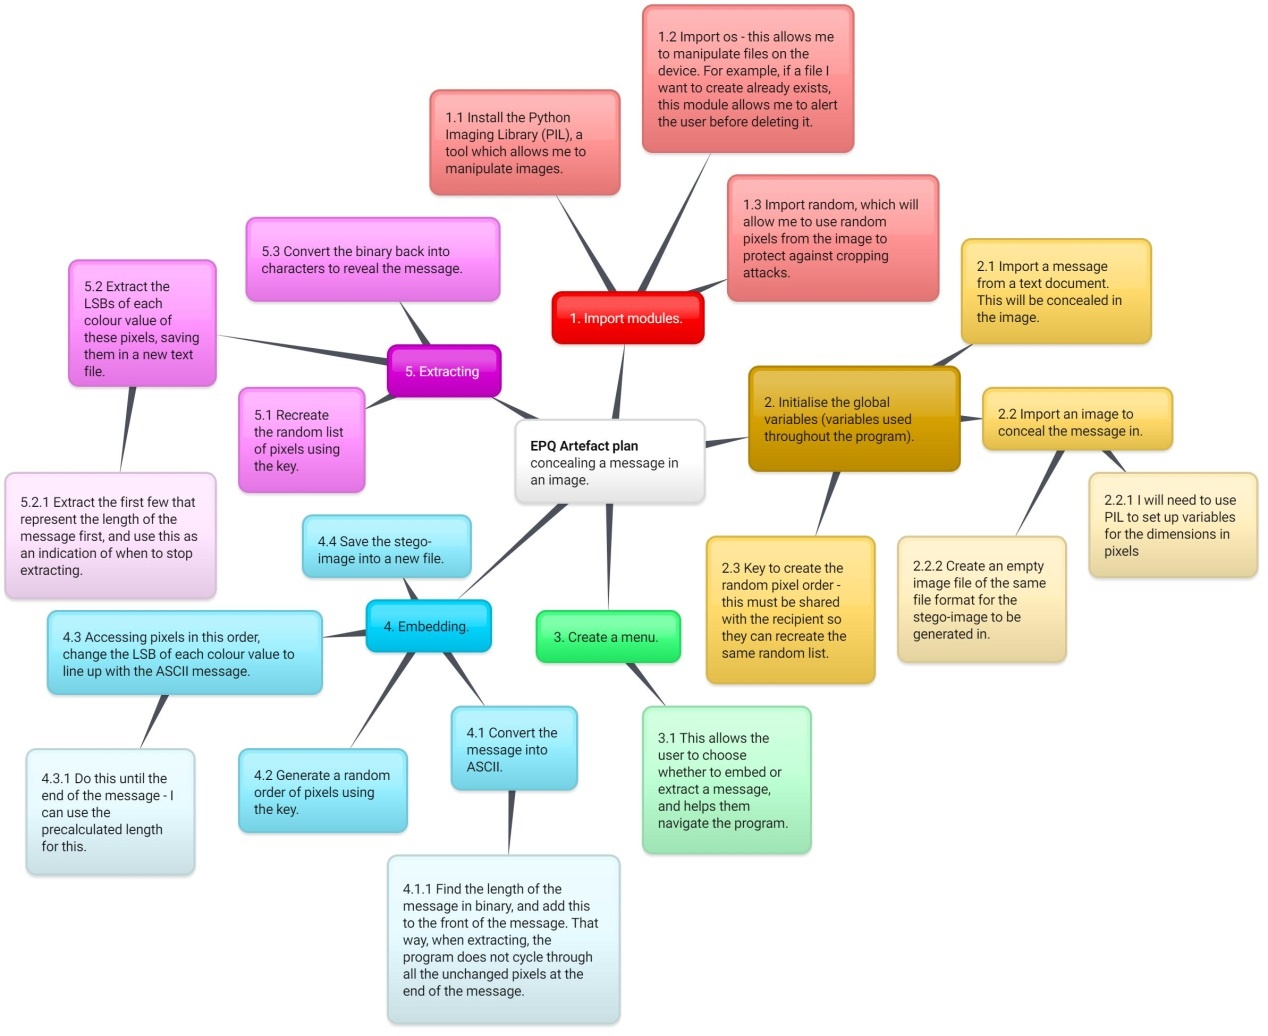 EPQ Artefact plan
concealing a message in
an image.
1. Import modules.
1.1 Install the Python
Imaging Library (PIL), a
tool which allows me to
manipulate images.
1.2 Import os - this allows me
to manipulate files on the
device. For example, if a file I
want to create already exists,
this module allows me to alert
the user before deleting it.
1.3 Import random, which will
allow me to use random
pixels from the image to
protect against cropping
attacks.
2. Initialise the global
variables (variables used
throughout the program).
2.1 Import a message
from a text document.
This will be concealed in
the image.
2.2 Import an image to
conceal the message in.
2.2.1 I will need to use
PIL to set up variables
for the dimensions in
pixels
2.2.2 Create an empty
image file of the same
file format for the
stego-image to be
generated in.
2.3 Key to create the
random pixel order -
this must be shared
with the recipient so
they can recreate the
same random list.
3. Create a menu.
3.1 This allows the
user to choose
whether to embed or
extract a message,
and helps them
navigate the program.
4. Embedding.
4.1 Convert the
message into
ASCII.
4.1.1 Find the length of the
message in binary, and add this
to the front of the message. That
way, when extracting, the
program does not cycle through
all the unchanged pixels at the
end of the message.
4.2 Generate a random
order of pixels using
the key.
4.3 Accessing pixels in this order,
change the LSB of each colour value to
line up with the ASCII message.
4.3.1 Do this until the
end of the message - I
can use the
precalculated length
for this.
4.4 Save the stego-
image into a new file.
5. Extracting
5.1 Recreate
the random list
of pixels using
the key.
5.2 Extract the
LSBs of each
colour value of
these pixels, saving
them in a new text
file.
5.2.1 Extract the first few that
represent the length of the
message first, and use this as
an indication of when to stop
extracting.
5.3 Convert the binary back into
characters to reveal the message.